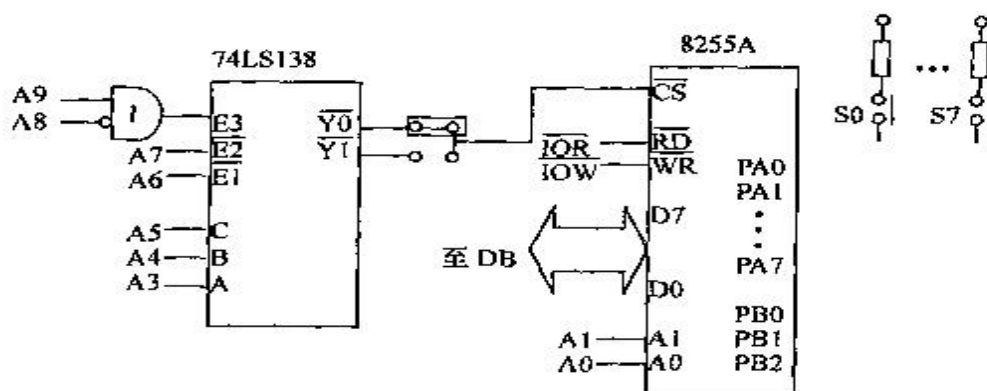 74LS138
8255A
A9
A8
A7
A6
A5
A4
A3
E3
E2
E1
C
B
A
Y0
Y1
CS
IOR
IOW
RD
WR
至 DB
D7
D0
A1
A0
A1
A0
PA0
PA1
PA7
PB0
PB1
PB2
S0
...
S7